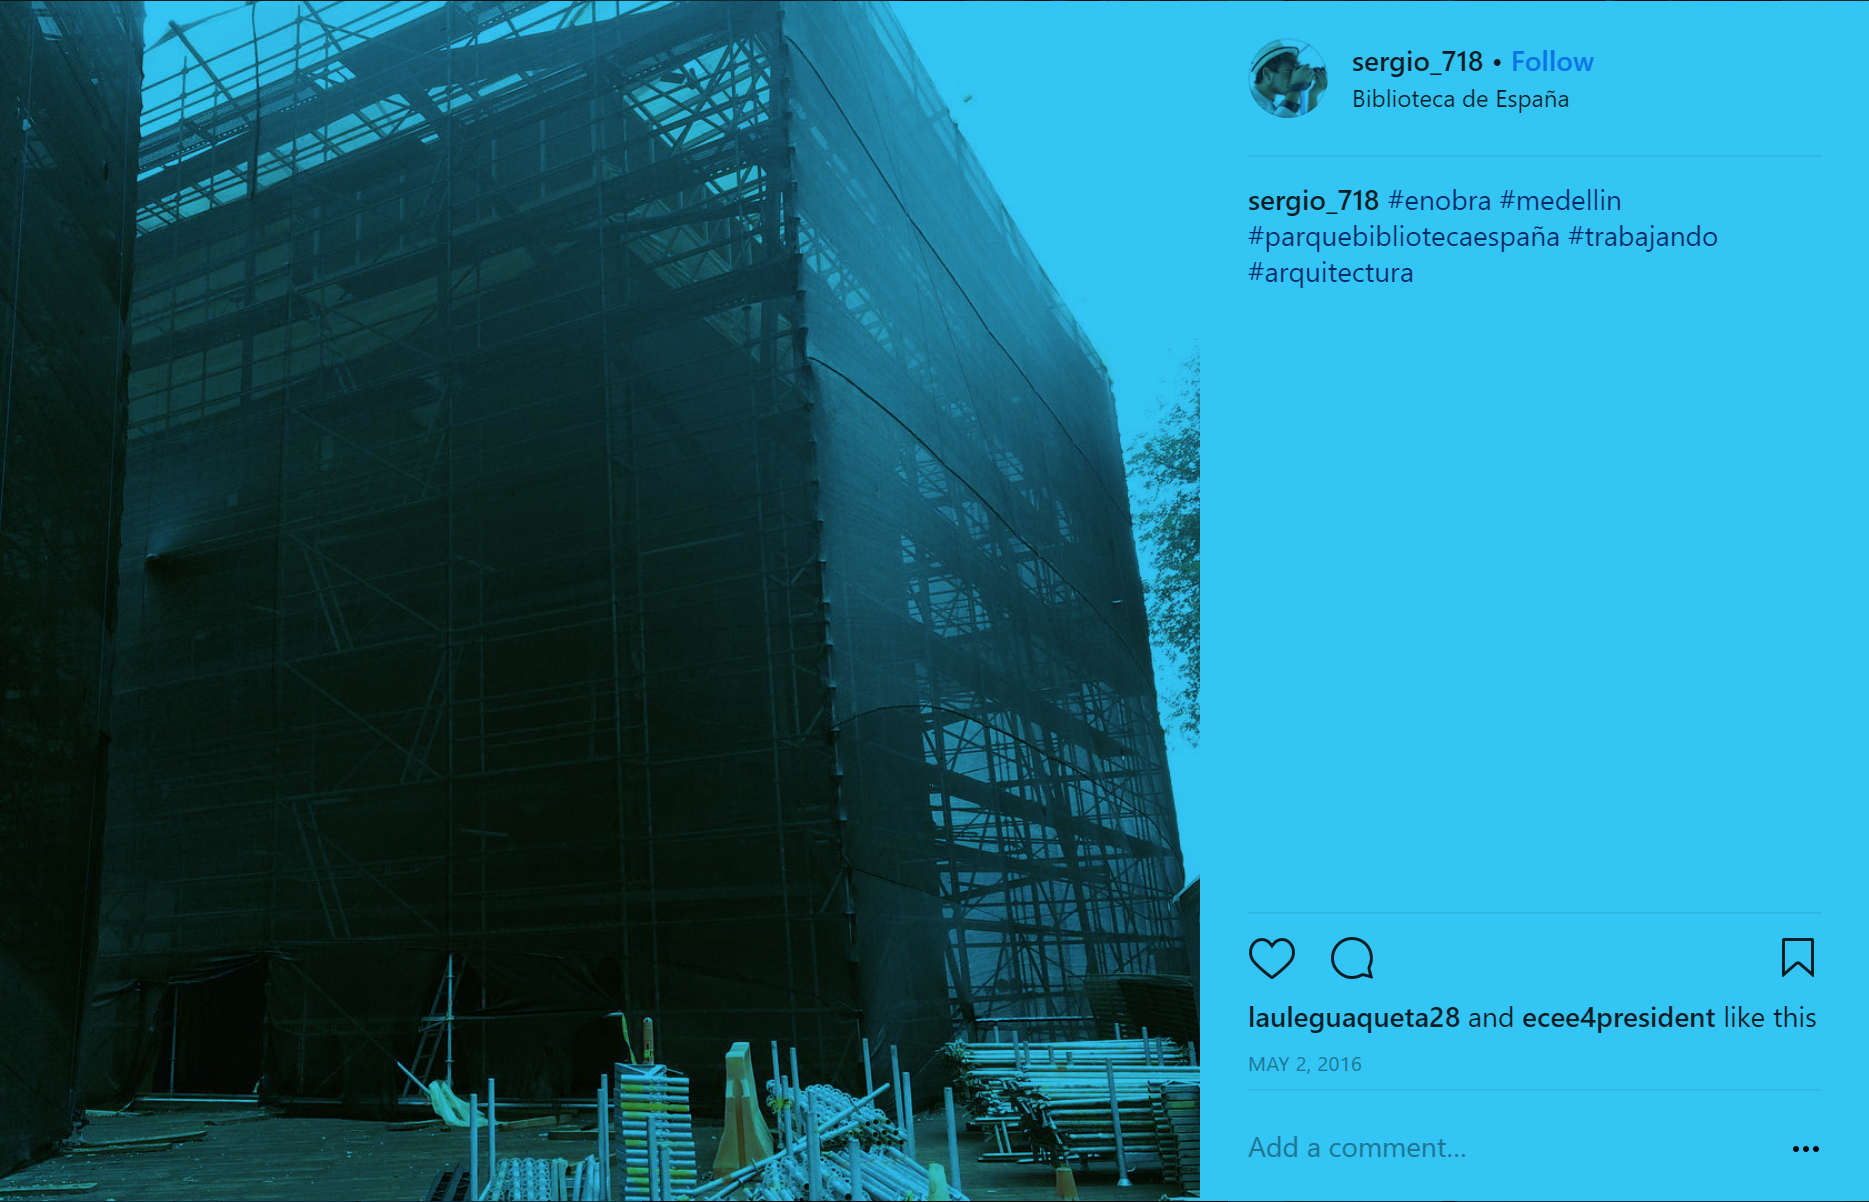 sergio_718 • Follow
Biblioteca de España
sergio_718 #enobra #medellin
#parquebibliotecaespaña #trabajando
#arquitectura
lauleguaqueta28 and ecee4president like this
MAY 2, 2016
Add a comment...